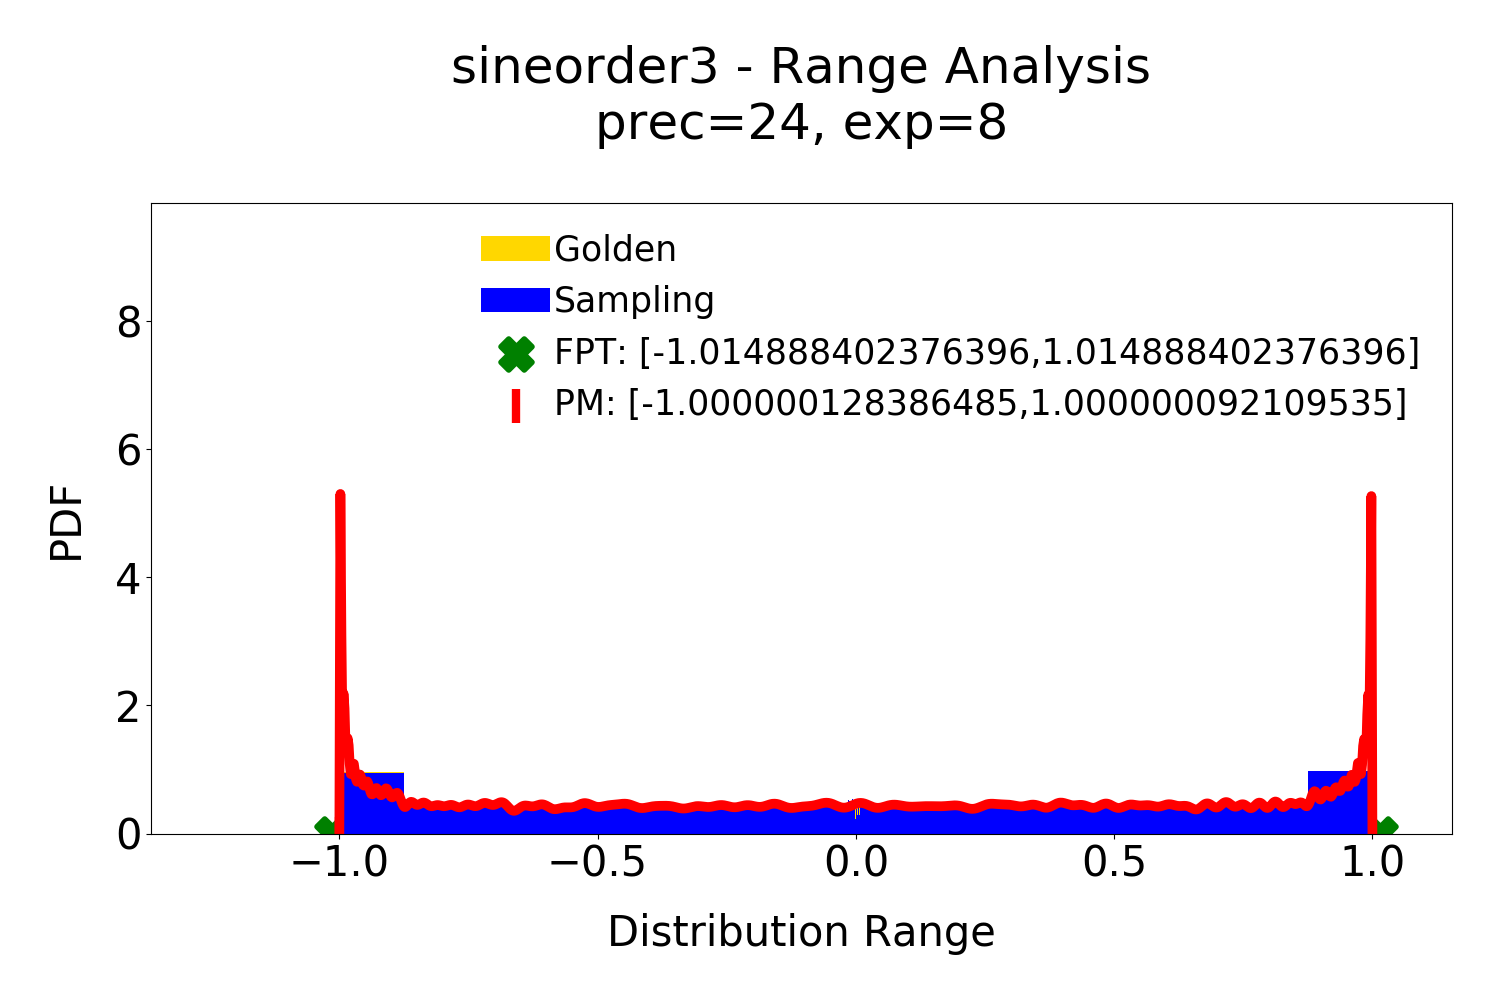 sineorder3 - Range Analysis
prec=24, exp=8
Golden
Sampling
FPT: [-1.014888402376396,1.014888402376396]
PM: [-1.000000128386485,1.000000092109535]
PDF
8
6
4
2
0
−1.0 −0.5 0.0 0.5 1.0
Distribution Range